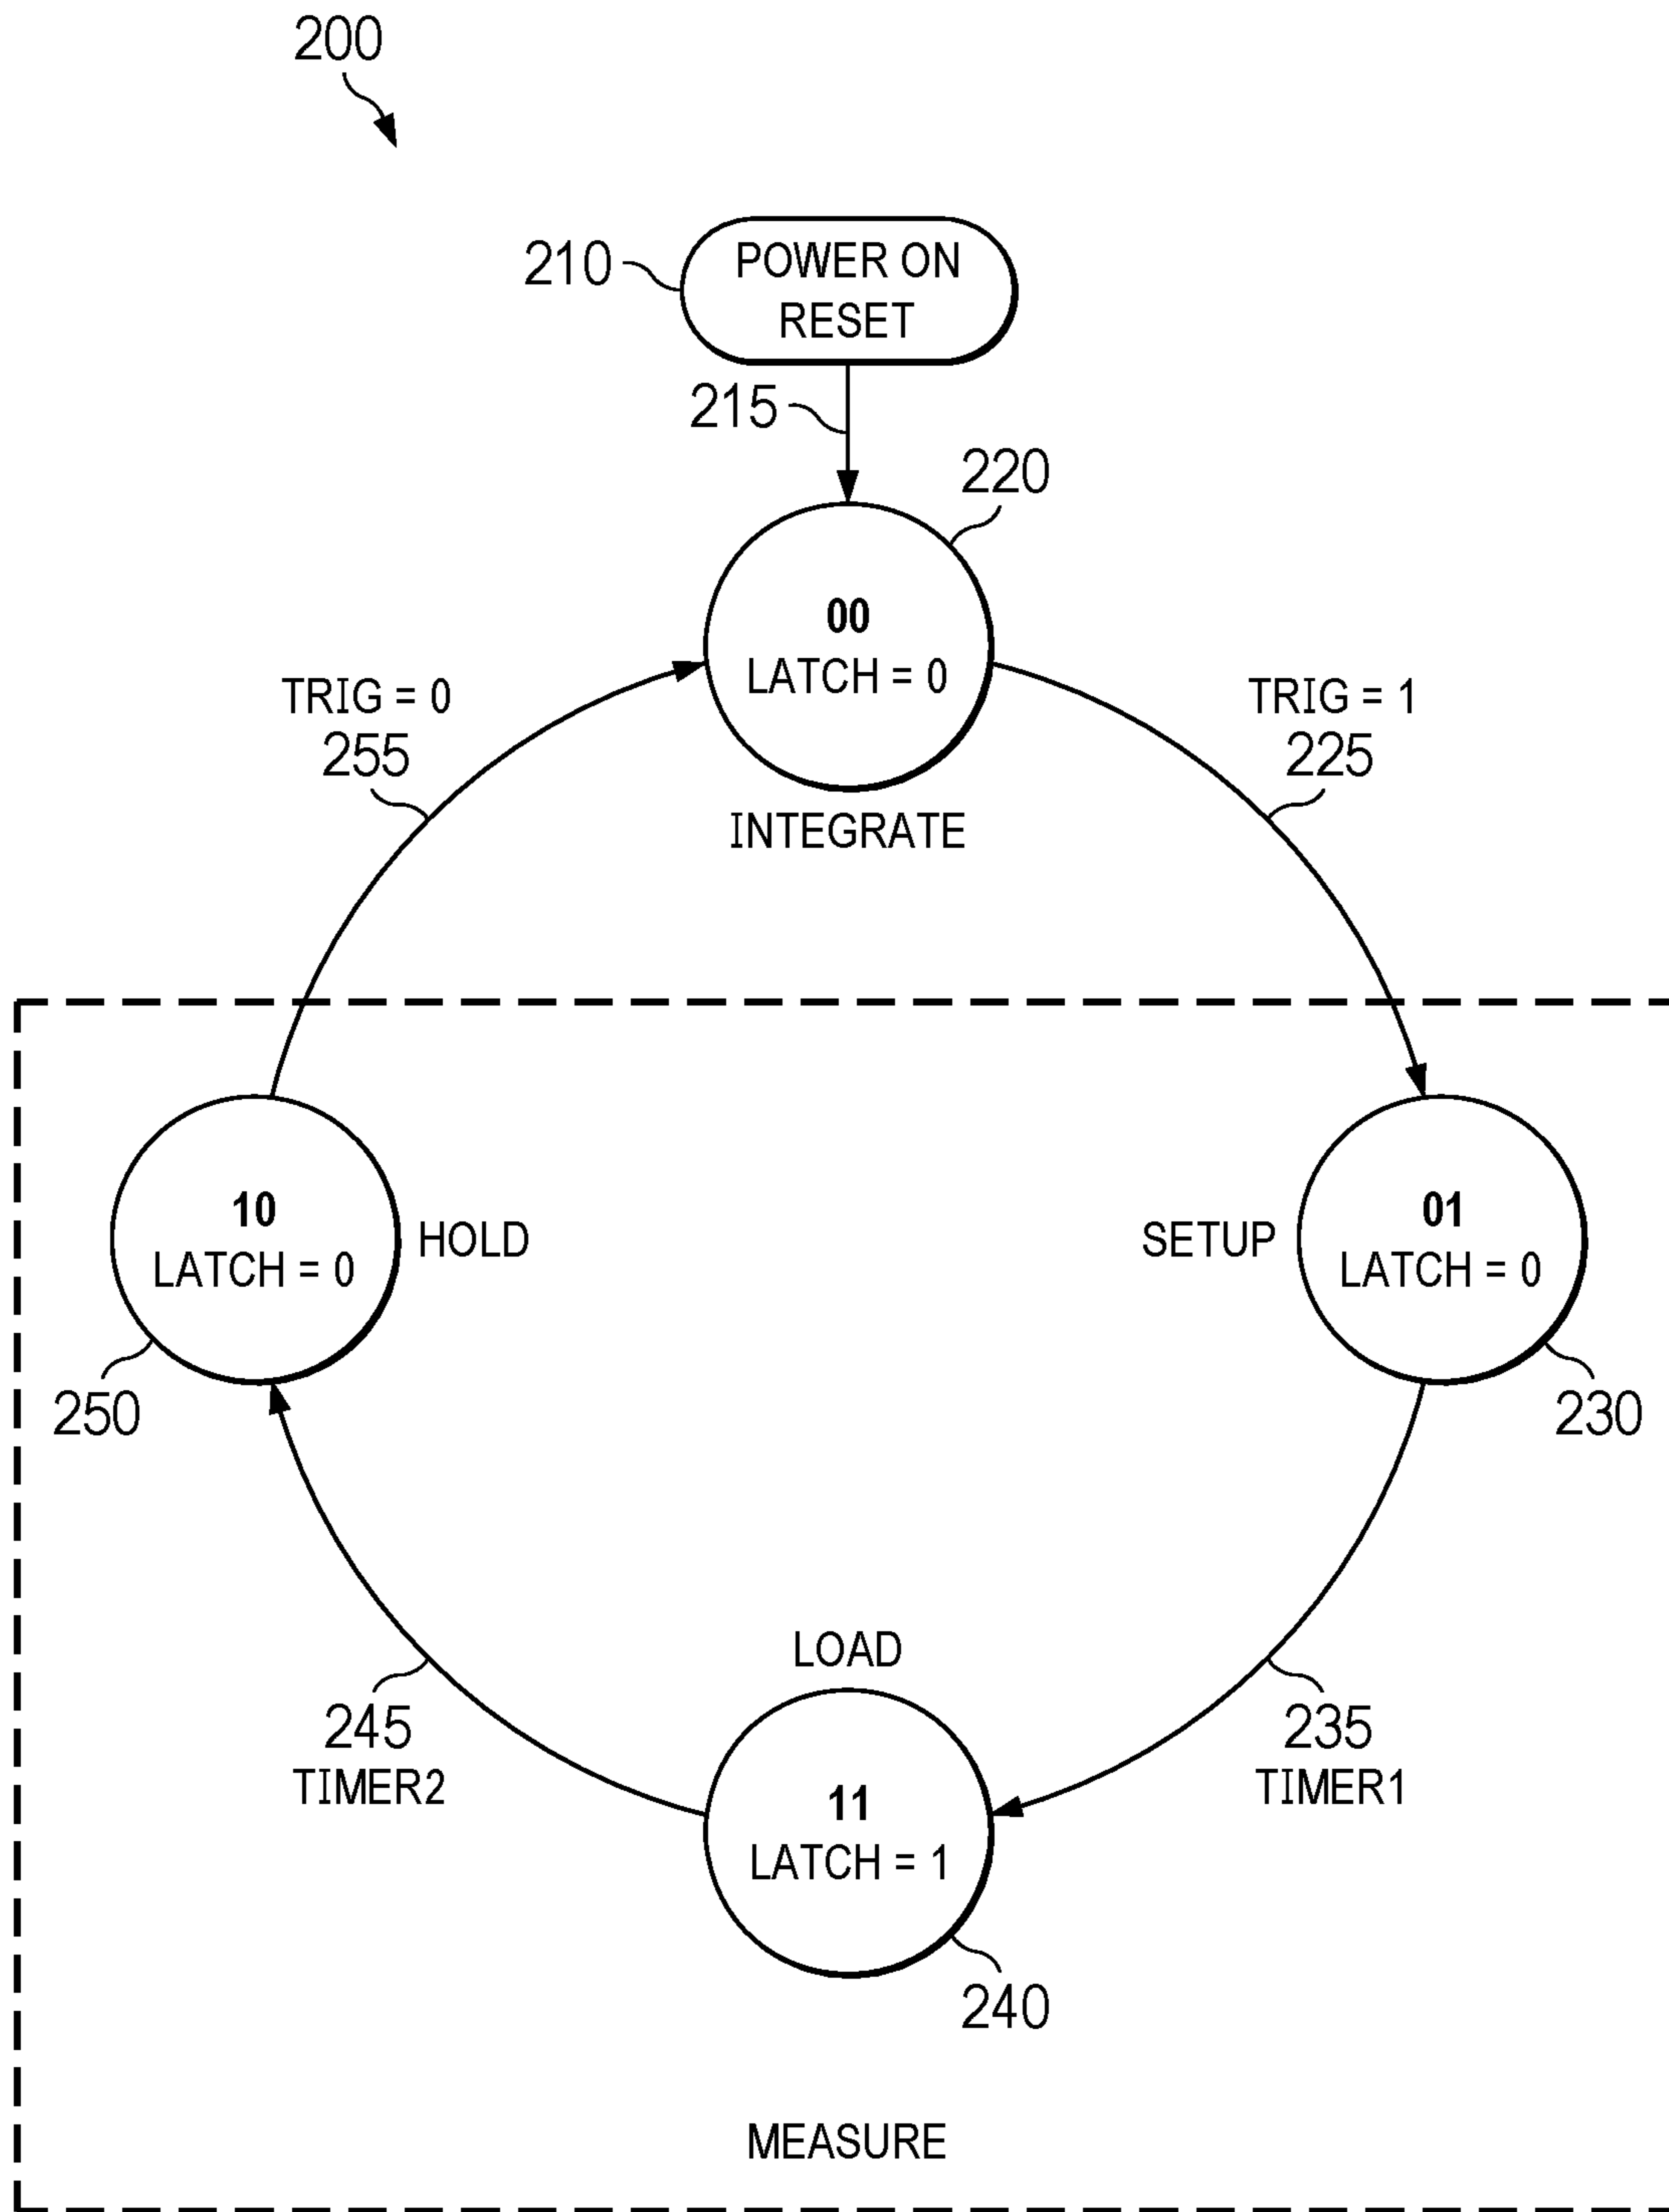 200
210
POWER ON
RESET
215
220
00
LATCH = 0
INTEGRATE
TRIG = 0
255
TRIG = 1
225
10
LATCH = 0
HOLD
250
SETUP
01
LATCH = 0
230
LOAD
245
TIMER2
235
TIMER1
11
LATCH = 1
240
MEASURE